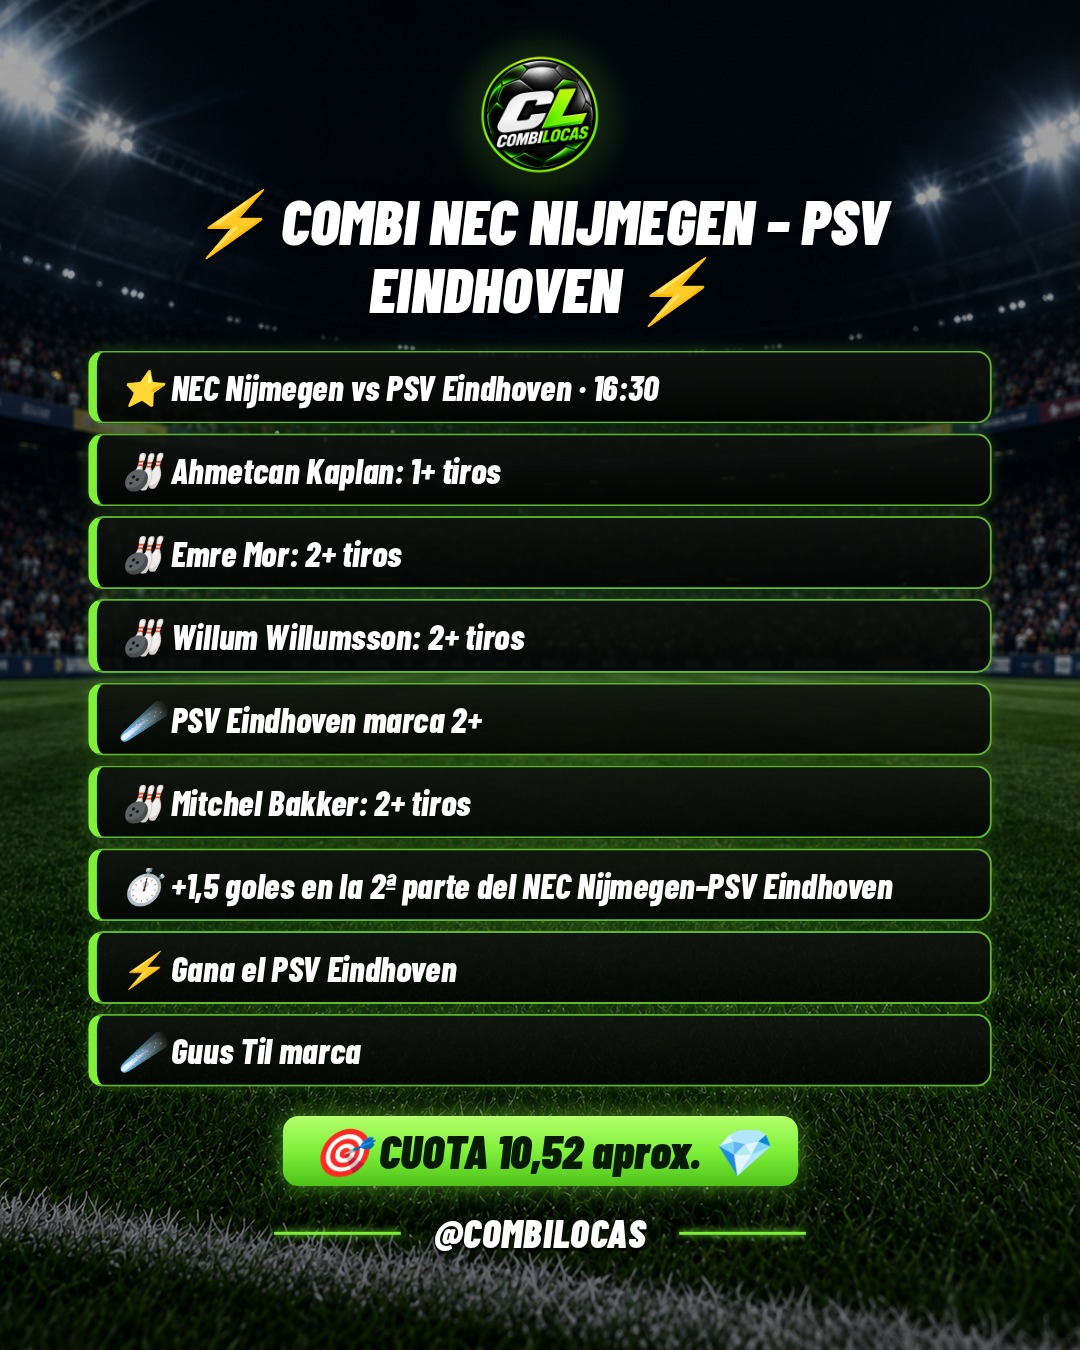 CL
COMBILOCAS
⚡ COMBI NEC NIJMEGEN - PSV
EINDHOVEN ⚡
⭐ NEC Nijmegen vs PSV Eindhoven · 16:30
🎳 Ahmetcan Kaplan: 1+ tiros
🎳 Emre Mor: 2+ tiros
🎳 Willum Willumsson: 2+ tiros
☄️ PSV Eindhoven marca 2+
🎳 Mitchel Bakker: 2+ tiros
⏱️ +1,5 goles en la 2ª parte del NEC Nijmegen-PSV Eindhoven
⚡ Gana el PSV Eindhoven
☄️ Guus Til marca
🎯 CUOTA 10,52 aprox. 💎
@COMBILOCAS